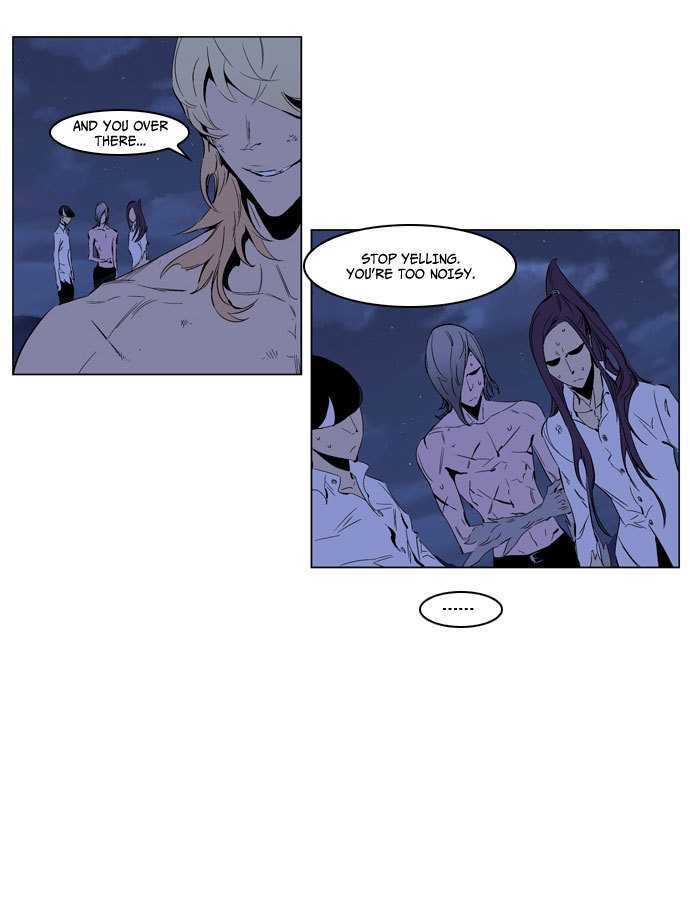 AND YOU OVER
THERE...
STOP YELLING.
YOU'RE TOO NOISY.
......